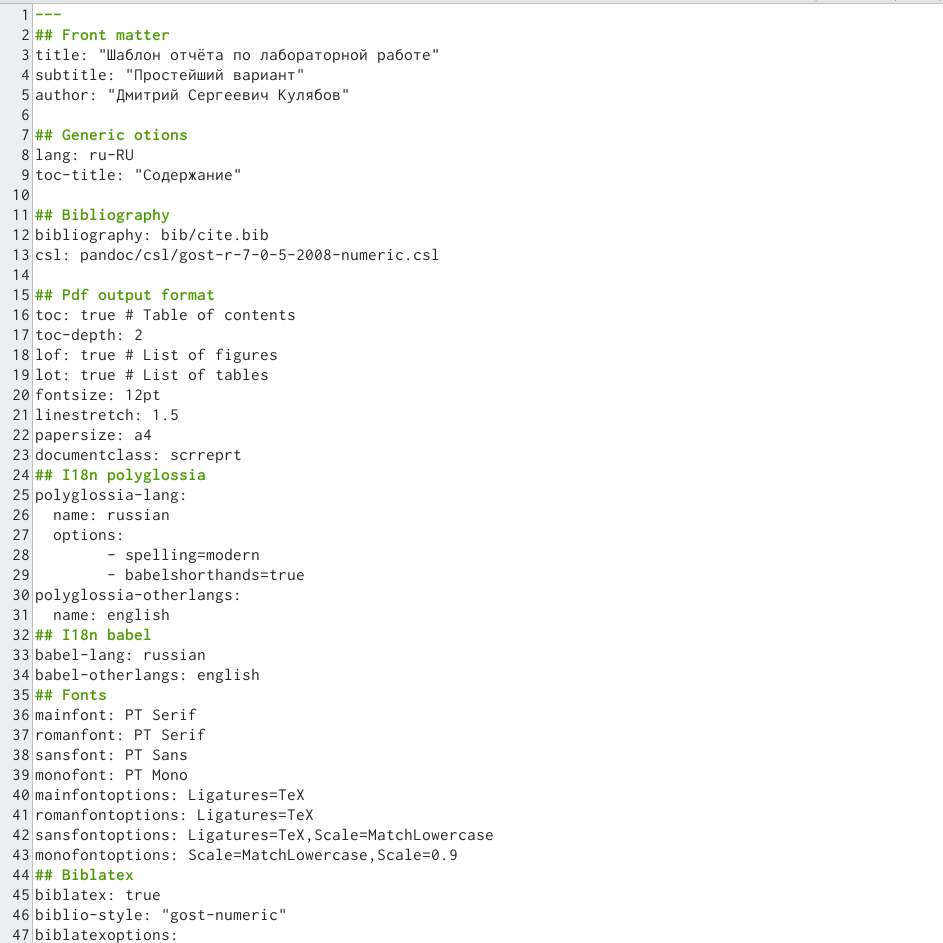 1 ---
2 ## Front matter
3 title: "Шаблон отчёта по лабораторной работе"
4 subtitle: "Простейший вариант"
5 author: "Дмитрий Сергеевич Кулябов"
6
7 ## Generic otions
8 lang: ru-RU
9 toc-title: "Содержание"
10
11 ## Bibliography
12 bibliography: bib/cite.bib
13 csl: pandoc/csl/gost-r-7-0-5-2008-numeric.csl
14
15 ## Pdf output format
16 toc: true # Table of contents
17 toc-depth: 2
18 lof: true # List of figures
19 lot: true # List of tables
20 fontsize: 12pt
21 linestretch: 1.5
22 papersize: a4
23 documentclass: scrreprt
24 ## I18n polyglossia
25 polyglossia-lang:
26   name: russian
27   options:
28         - spelling=modern
29         - babelshorthands=true
30 polyglossia-otherlangs:
31   name: english
32 ## I18n babel
33 babel-lang: russian
34 babel-otherlangs: english
35 ## Fonts
36 mainfont: PT Serif
37 romanfont: PT Serif
38 sansfont: PT Sans
39 monofont: PT Mono
40 mainfontoptions: Ligatures=TeX
41 romanfontoptions: Ligatures=TeX
42 sansfontoptions: Ligatures=TeX,Scale=MatchLowercase
43 monofontoptions: Scale=MatchLowercase,Scale=0.9
44 ## Biblatex
45 biblatex: true
46 biblio-style: "gost-numeric"
47 biblatexoptions: